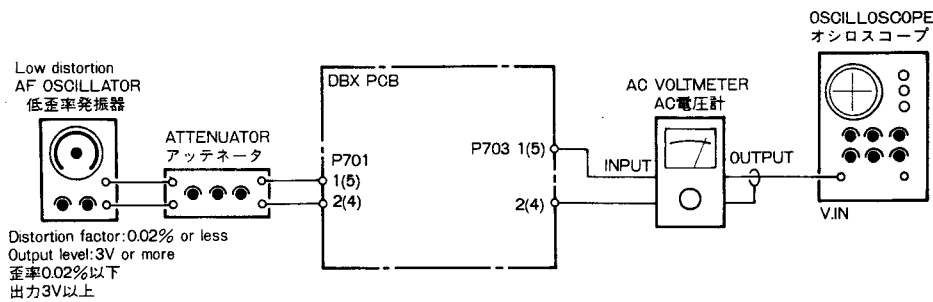 OSCILLOSCOPE
オシロスコープ
Low distortion
AF OSCILLATOR
低歪率発振器
ATTENUATOR
アッテネータ
DBX PCB
P701
1(5)
2(4)
P703 1(5)
2(4)
AC VOLTMETER
AC電圧計
INPUT
OUTPUT
V.IN
Distortion factor:0.02% or less
Output level:3V or more
歪率0.02%以下
出力3V以上